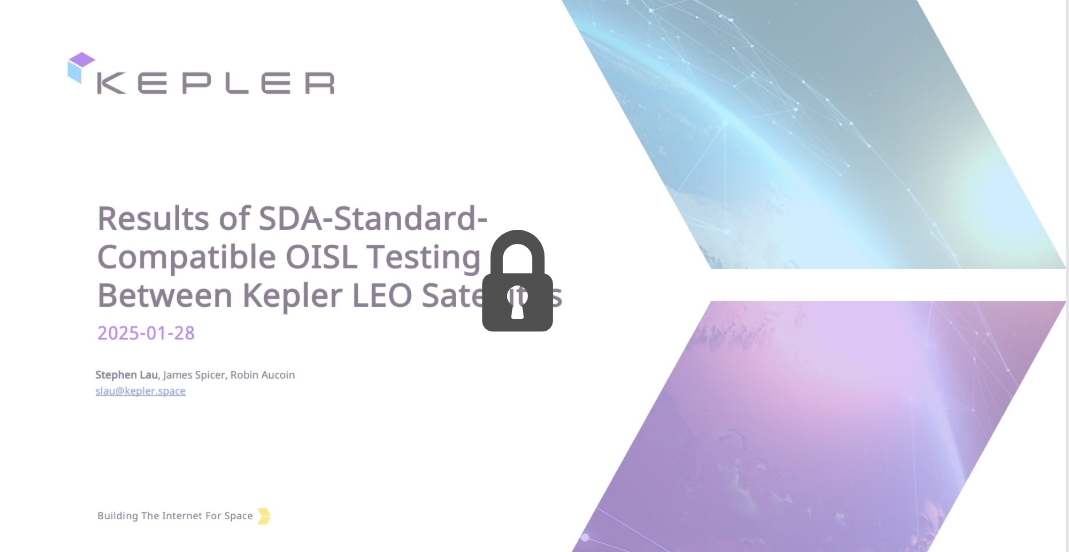 KEPLER
Results of SDA-Standard-
Compatible OISL Testing
Between Kepler LEO Satellites
2025-01-28
Stephen Lau, James Spicer, Robin Aucoin
slau@kepler.space
Building The Internet For Space